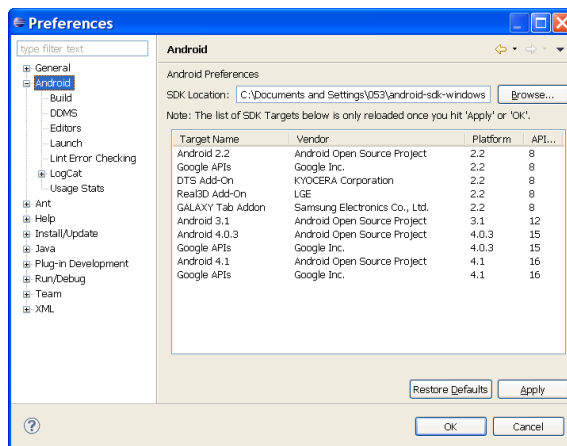 Preferences
type filter text
General
Android
Build
DDMS
Editors
Launch
Lint Error Checking
LogCat
Usage Stats
Ant
Help
Install/Update
Java
Plug-in Development
Run/Debug
Team
XML
Android
Android Preferences
SDK Location: C:\Documents and Settings\053\android-sdk-windows Browse...
Note: The list of SDK Targets below is only reloaded once you hit 'Apply' or 'OK'.
Target Name Vendor Platform API...
Android 2.2 Android Open Source Project 2.2 8
Google APIs Google Inc. 2.2 8
DTS Add-On KYOCERA Corporation 2.2 8
Real3D Add-On LGE 2.2 8
GALAXY Tab Addon Samsung Electronics Co., Ltd. 2.2 8
Android 3.1 Android Open Source Project 3.1 12
Android 4.0.3 Android Open Source Project 4.0.3 15
Google APIs Google Inc. 4.0.3 15
Android 4.1 Android Open Source Project 4.1 16
Google APIs Google Inc. 4.1 16
Restore Defaults Apply
? OK Cancel